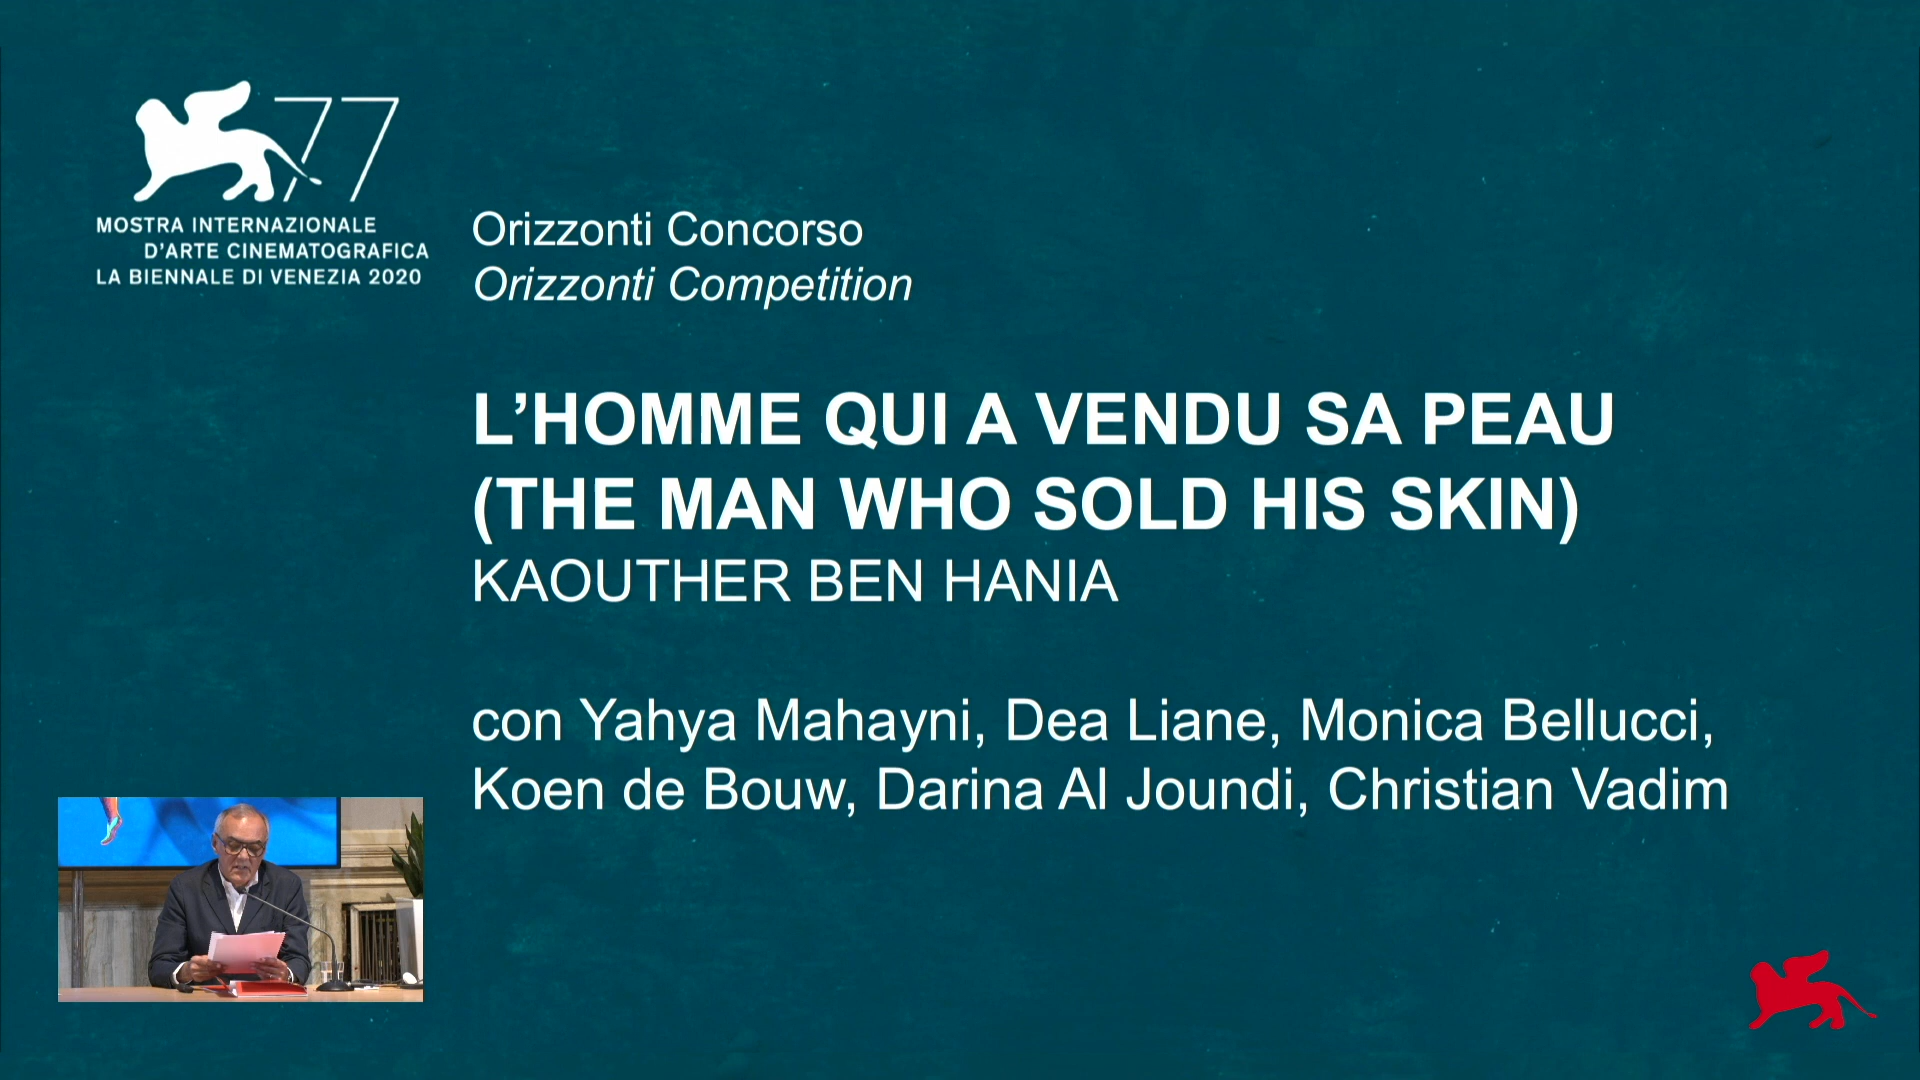 77
MOSTRA INTERNAZIONALE
D'ARTE CINEMATOGRAFICA
LA BIENNALE DI VENEZIA 2020
Orizzonti Concorso
Orizzonti Competition
L’HOMME QUI A VENDU SA PEAU
(THE MAN WHO SOLD HIS SKIN)
KAOUTHER BEN HANIA
con Yahya Mahayni, Dea Liane, Monica Bellucci,
Koen de Bouw, Darina Al Joundi, Christian Vadim